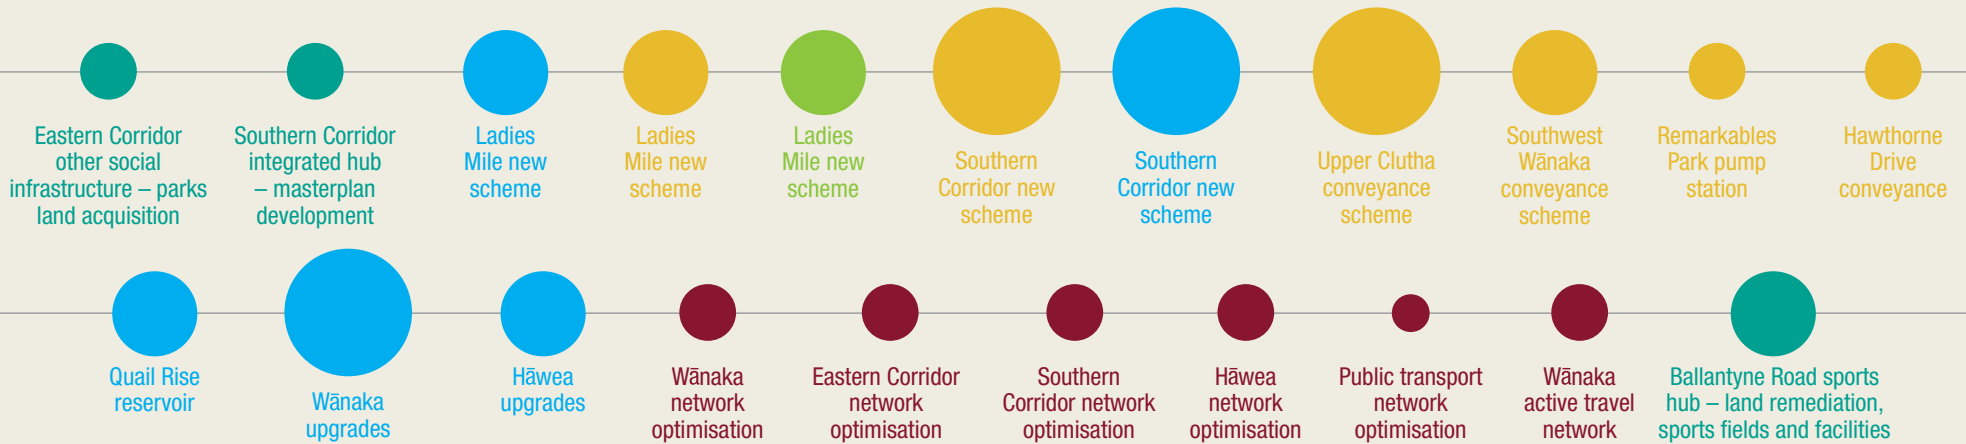 Eastern Corridor
other social
infrastructure – parks
land acquisition
Southern Corridor
integrated hub
– masterplan
development
Ladies
Mile new
scheme
Ladies
Mile new
scheme
Ladies
Mile new
scheme
Southern
Corridor new
scheme
Southern
Corridor new
scheme
Upper Clutha
conveyance
scheme
Southwest
Wānaka
conveyance
scheme
Remarkables
Park pump
station
Hawthorne
Drive
conveyance
Quail Rise
reservoir
Wānaka
upgrades
Hāwea
upgrades
Wānaka
network
optimisation
Eastern Corridor
network
optimisation
Southern
Corridor network
optimisation
Hāwea
network
optimisation
Public transport
network
optimisation
Wānaka
active travel
network
Ballantyne Road sports
hub – land remediation,
sports fields and facilities